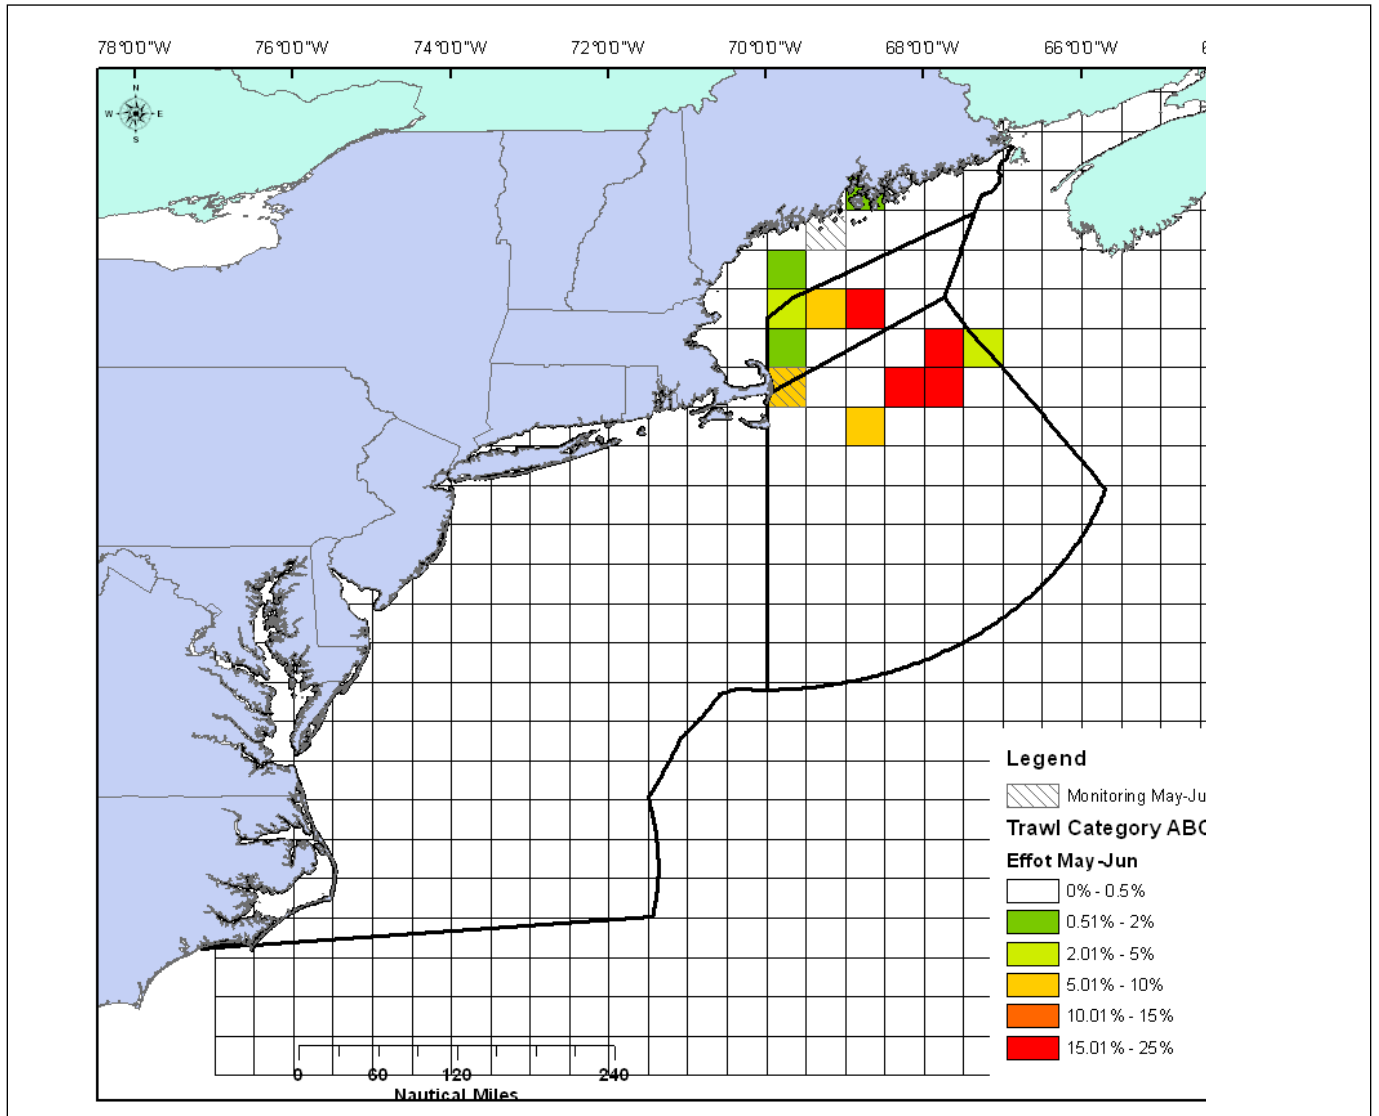 78°0'0"W 76°0'0"W 74°0'0"W 72°0'0"W 70°0'0"W 68°0'0"W 66°0'0"W 6
N
W E
S
Legend
Monitoring May-Ju
Trawl Category ABC
Effot May-Jun
0% - 0.5%
0.51% - 2%
2.01% - 5%
5.01% - 10%
10.01% - 15%
15.01% - 25%
0 60 120 240
Nautical Miles